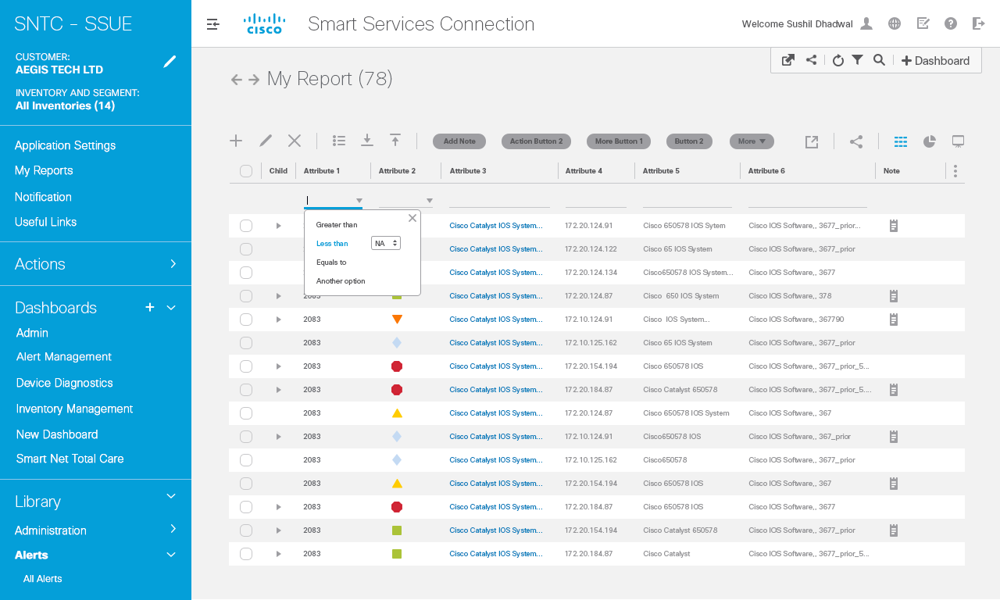 SNTC – SSUE
CUSTOMER:
AEGIS TECH LTD
INVENTORY AND SEGMENT:
All Inventories (14)
Application Settings
My Reports
Notification
Useful Links
Actions
Dashboards
Admin
Alert Management
Device Diagnostics
Inventory Management
New Dashboard
Smart Net Total Care
Library
Administration
Alerts
All Alerts
CISCO
Smart Services Connection
Welcome Sushil Dhadwal
Dashboard
My Report (78)
Add Note Action Button 2 More Button 1 Button 2 More
Child Attribute 1 Attribute 2 Attribute 3 Attribute 4 Attribute 5 Attribute 6 Note
Greater than
Less than NA
Equals to
Another option
Cisco Catalyst IOS System... 172.20.124.91 Cisco 650578 IOS Sytem Cisco IOS Software,, 3677_prior...
Cisco Catalyst IOS System... 172.20.124.122 Cisco 65 IOS System Cisco IOS Software,, 3677_prior
Cisco Catalyst IOS System... 172.20.124.134 Cisco650578 IOS System... Cisco IOS Software,, 3677
2083 Cisco Catalyst IOS System... 172.20.124.87 Cisco 650 IOS System Cisco IOS Software,, 378
2083 Cisco Catalyst IOS System... 172.10.124.91 Cisco IOS System... Cisco IOS Software,, 367790
2083 Cisco Catalyst IOS System... 172.10.125.162 Cisco 65 IOS System Cisco IOS Software,, 3677_prior
2083 Cisco Catalyst IOS System... 172.20.154.194 Cisco 650578 IOS Cisco IOS Software,, 3677_prior_5...
2083 Cisco Catalyst IOS System... 172.20.184.87 Cisco Catalyst 650578 Cisco IOS Software,, 3677_prior_5....
2083 Cisco Catalyst IOS System... 172.20.124.87 Cisco 650578 IOS System Cisco IOS Software,, 367
2083 Cisco Catalyst IOS System... 172.10.124.91 Cisco650578 IOS Cisco IOS Software,, 367_prior
2083 Cisco Catalyst IOS System... 172.10.125.162 Cisco650578 Cisco IOS Software,, 3677_prior
2083 Cisco Catalyst IOS System... 172.20.154.194 Cisco 650578 IOS Cisco IOS Software,, 367
2083 Cisco Catalyst IOS System... 172.20.184.87 Cisco 650578 IOS Cisco IOS Software,, 3677
2083 Cisco Catalyst IOS System... 172.20.154.194 Cisco Catalyst 650578 Cisco IOS Software,, 3677_prior
2083 Cisco Catalyst IOS System... 172.20.184.87 Cisco Catalyst Cisco IOS Software,, 3677_prior_5...